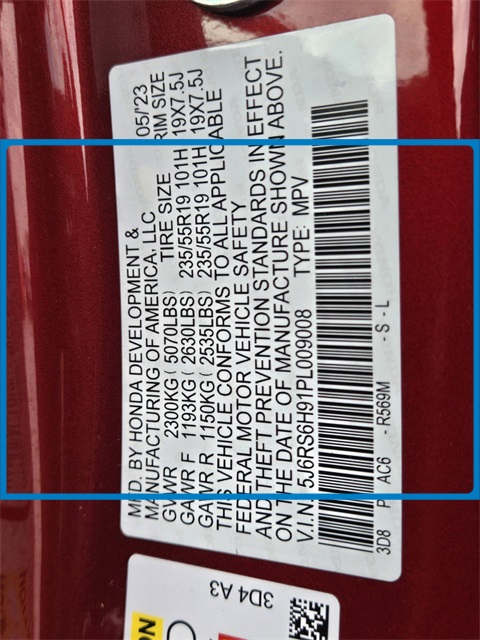 MFD. BY HONDA DEVELOPMENT & 05/'23
MANUFACTURING OF AMERICA, LLC
TIRE SIZE RIM SIZE
GVWR 2300KG ( 5070LBS)
GAWR F 1193KG ( 2630LBS) 235/55R19 101H 19X7.5J
GAWR R 1150KG ( 2535LBS) 235/55R19 101H 19X7.5J
THIS VEHICLE CONFORMS TO ALL APPLICABLE
FEDERAL MOTOR VEHICLE SAFETY
AND THEFT PREVENTION STANDARDS IN EFFECT
ON THE DATE OF MANUFACTURE SHOWN ABOVE.
V.I.N. 5J6RS6H91PL009008 TYPE: MPV
3D8 P AC6 - R569M - S - L
3D4 A3
ON